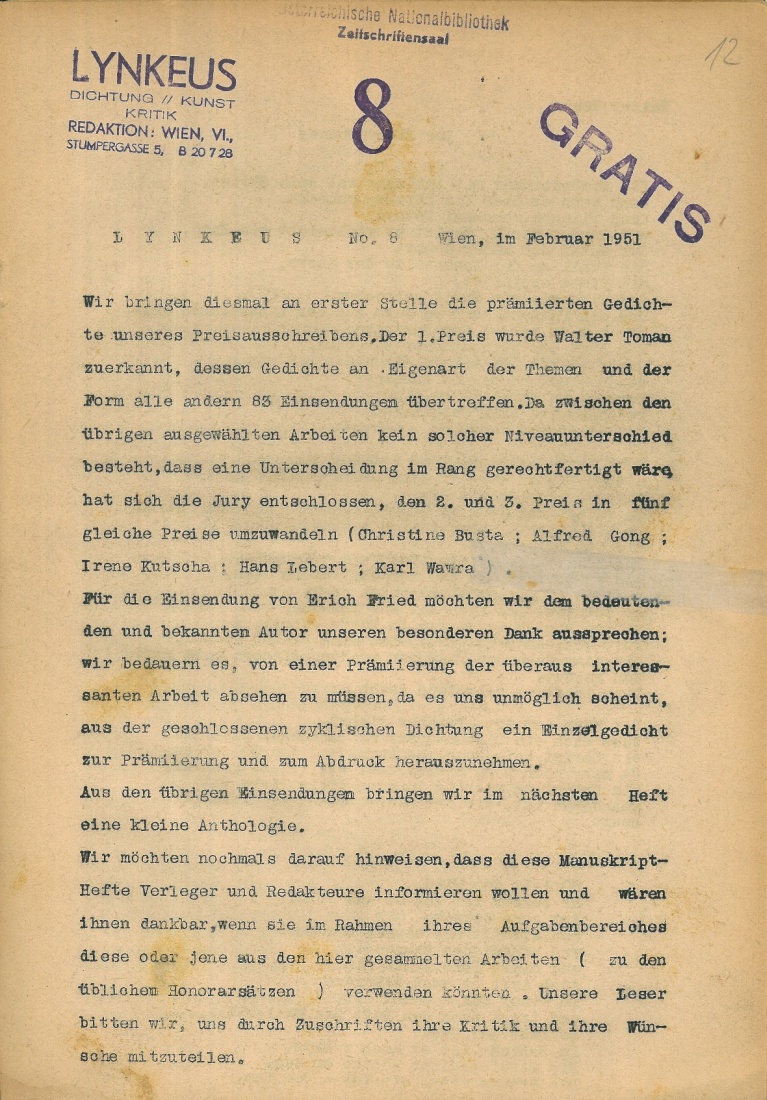 Österreichische Nationalbibliothek
Zeitschriftensaal
12
LYNKEUS
DICHTUNG // KUNST
KRITIK
REDAKTION: WIEN, VI.,
STUMPERGASSE 5, B 20 7 28
8
GRATIS
L Y N K E U S No. 8 Wien, im Februar 1951
Wir bringen diesmal an erster Stelle die prämiierten Gedich-
te unseres Preisausschreibens.Der 1.Preis wurde Walter Toman
zuerkannt, dessen Gedichte an Eigenart der Themen und der
Form alle andern 83 Einsendungen übertreffen.Da zwischen den
übrigen ausgewählten Arbeiten kein solcher Niveauunterschied
besteht,dass eine Unterscheidung im Rang gerechtfertigt wäre,
hat sich die Jury entschlossen, den 2. und 3. Preis in fünf
gleiche Preise umzuwandeln (Christine Busta ; Alfred Gong ;
Irene Kutscha ; Hans Lebert ; Karl Wawra ) .
Für die Einsendung von Erich Fried möchten wir dem bedeuten-
den und bekannten Autor unseren besonderen Dank aussprechen;
wir bedauern es, von einer Prämiierung der überaus interes-
santen Arbeit absehen zu müssen,da es uns unmöglich scheint,
aus der geschlossenen zyklischen Dichtung ein Einzelgedicht
zur Prämiierung und zum Abdruck herauszunehmen.
Aus den übrigen Einsendungen bringen wir im nächsten Heft
eine kleine Anthologie.
Wir möchten nochmals darauf hinweisen,dass diese Manuskript-
Hefte Verleger und Redakteure informieren wollen und wären
ihnen dankbar,wenn sie im Rahmen ihres Aufgabenbereiches
diese oder jene aus den hier gesammelten Arbeiten ( zu den
üblichen Honorarsätzen ) verwenden könnten . Unsere Leser
bitten wir, uns durch Zuschriften ihre Kritik und ihre Wün-
sche mitzuteilen.